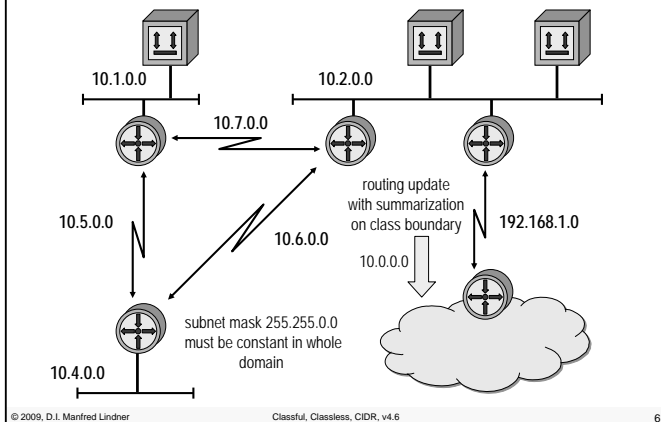 10.1.0.0
10.2.0.0
10.7.0.0
routing update
with summarization
on class boundary
10.5.0.0
10.6.0.0
192.168.1.0
10.0.0.0
subnet mask 255.255.0.0
must be constant in whole
domain
10.4.0.0
© 2009, D.I. Manfred Lindner
Classful, Classless, CIDR, v4.6
6